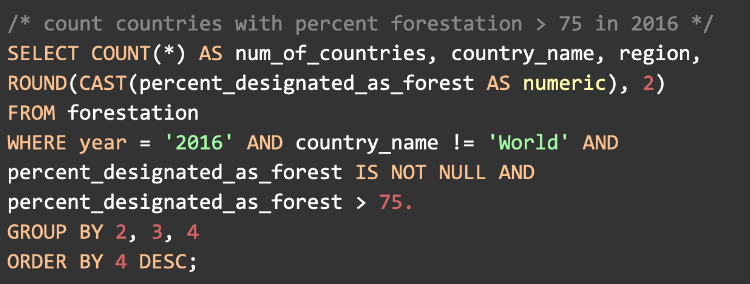 /* count countries with percent forestation > 75 in 2016 */
SELECT COUNT(*) AS num_of_countries, country_name, region,
ROUND(CAST(percent_designated_as_forest AS numeric), 2)
FROM forestation
WHERE year = '2016' AND country_name != 'World' AND
percent_designated_as_forest IS NOT NULL AND
percent_designated_as_forest > 75.
GROUP BY 2, 3, 4
ORDER BY 4 DESC;